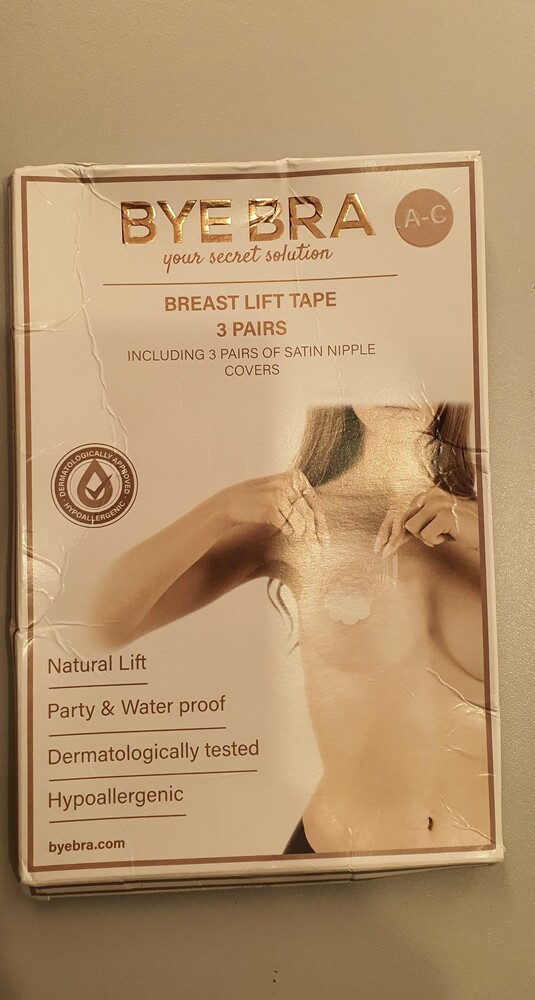 BYE BRA
A-C
your secret solution
BREAST LIFT TAPE
3 PAIRS
INCLUDING 3 PAIRS OF SATIN NIPPLE
COVERS
DERMATOLOGICALLY APPROVED
HYPOALLERGENIC
Natural Lift
Party & Water proof
Dermatologically tested
Hypoallergenic
byebra.com